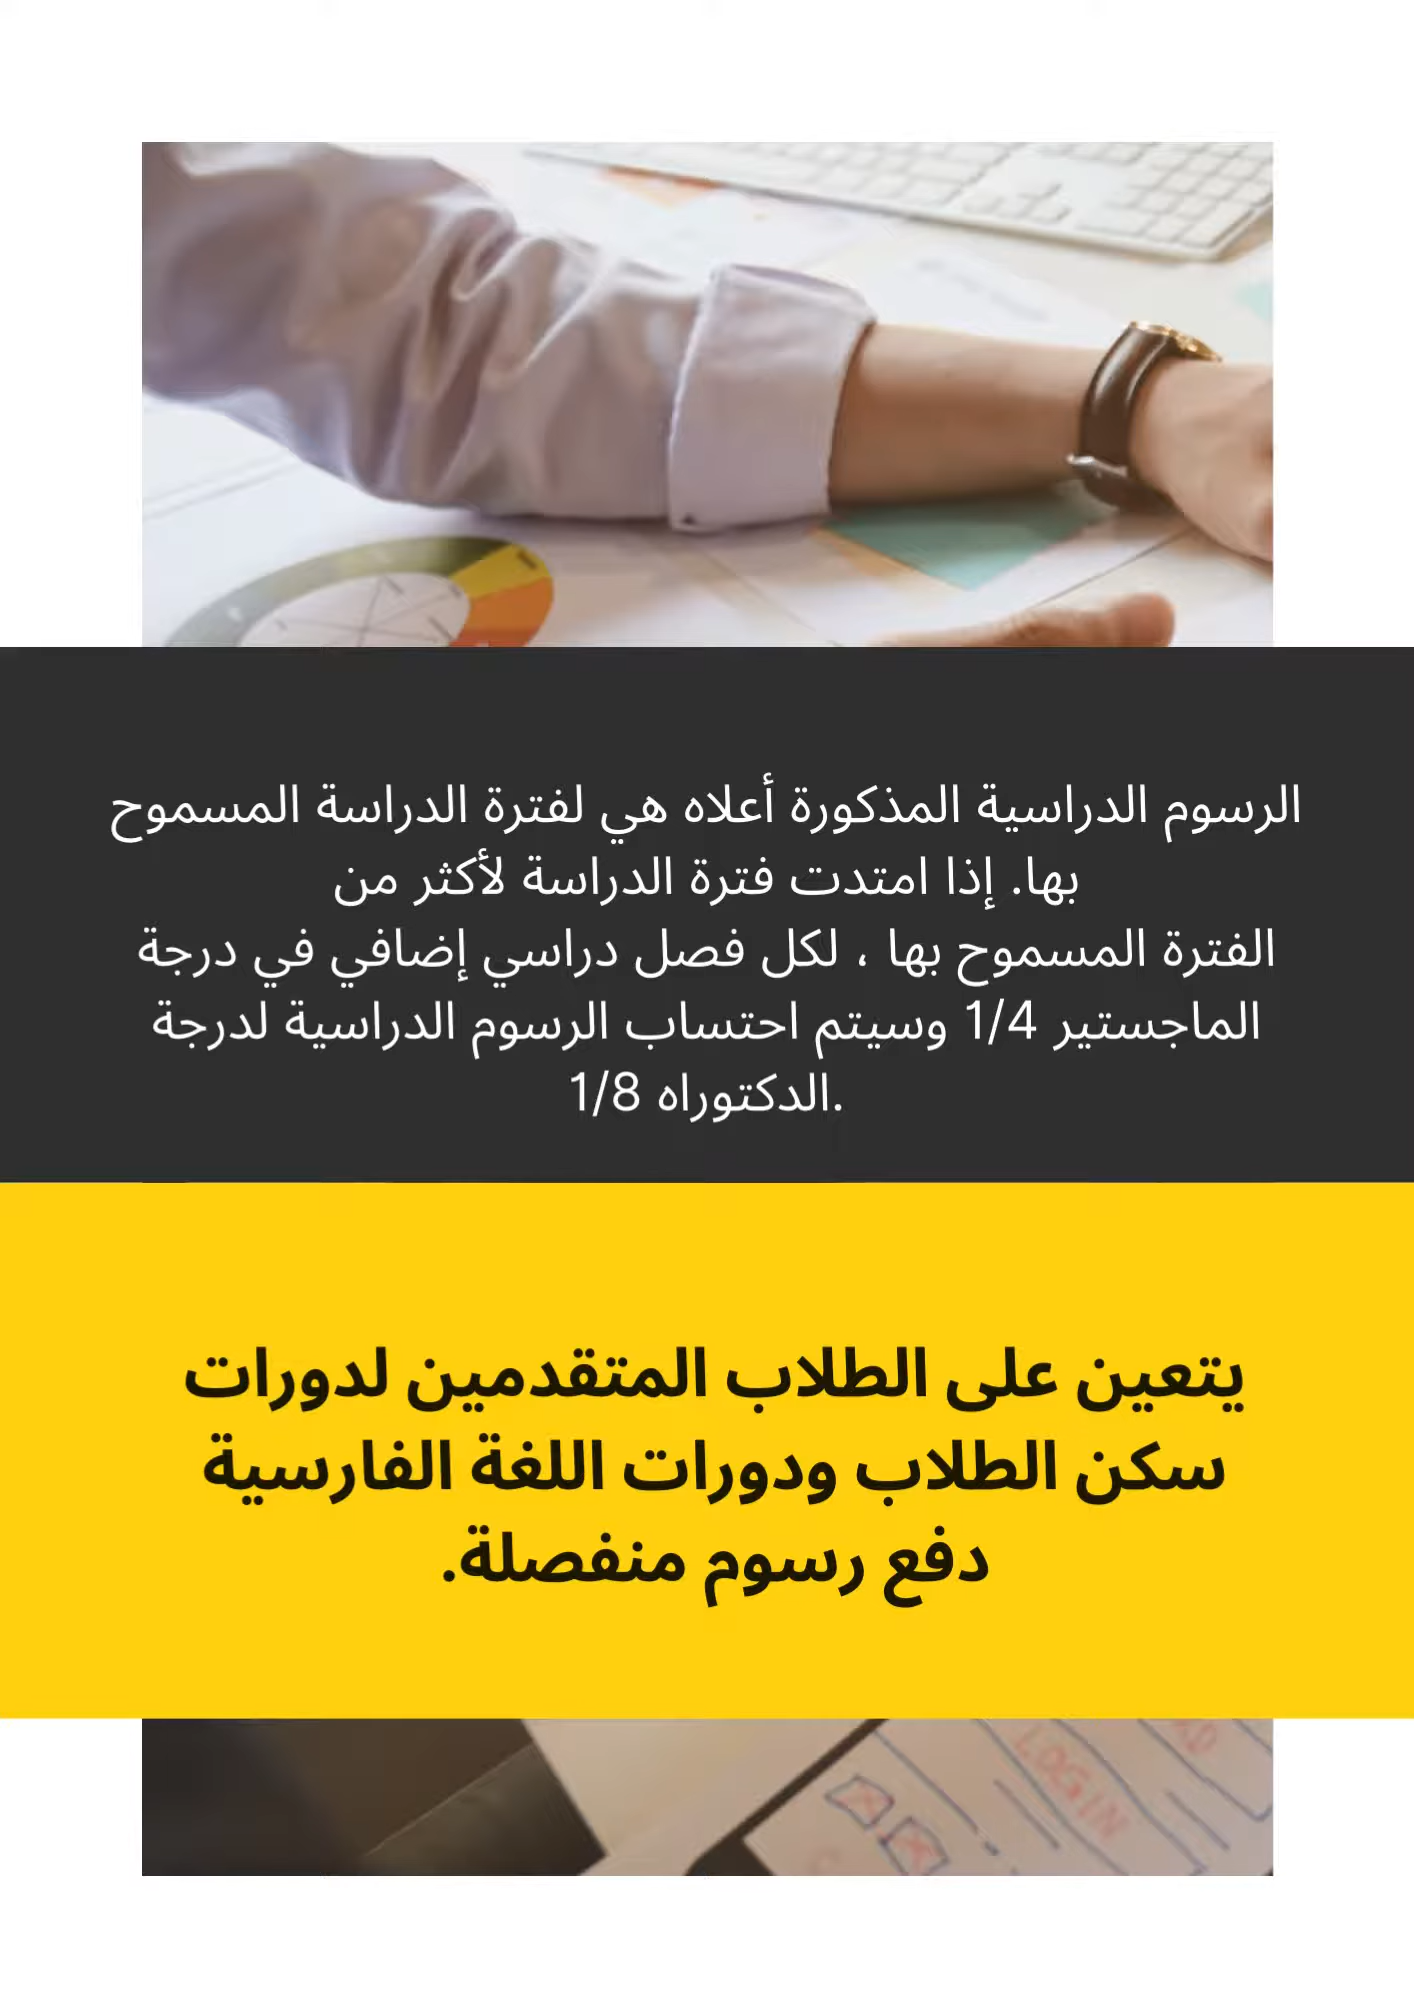 الرسوم الدراسية المذكورة أعلاه هي لفترة الدراسة المسموح
بها. إذا امتدت فترة الدراسة لأكثر من
الفترة المسموح بها ، لكل فصل دراسي إضافي في درجة
الماجستير 1/4 وسيتم احتساب الرسوم الدراسية لدرجة
.الدكتوراه 1/8
يتعين على الطلاب المتقدمين لدورات
سكن الطلاب ودورات اللغة الفارسية
دفع رسوم منفصلة.
LOGIN